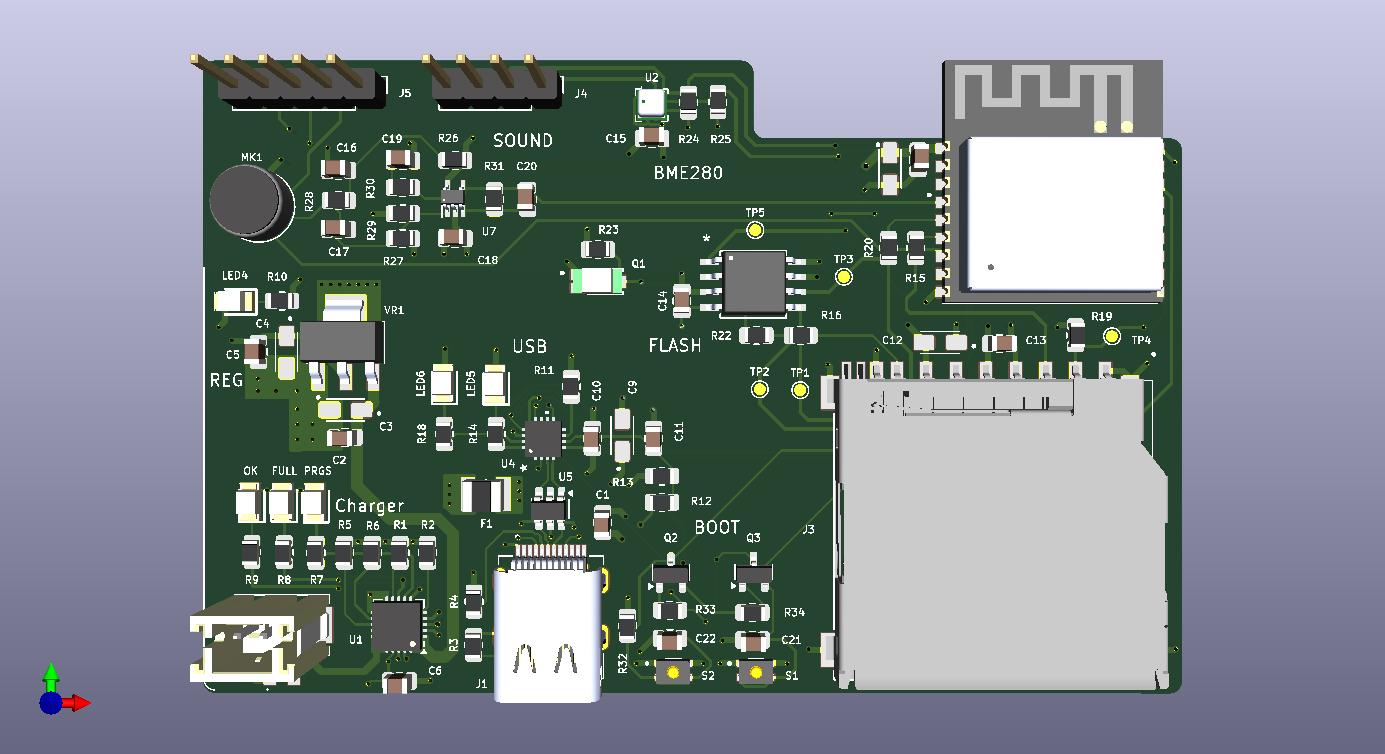 J5
J4
U2
R24
R25
C15
BME280
SOUND
C19
R26
C16
MK1
R28
R30
R31
C20
R29
U7
C17
R27
C18
R23
Q1
TP5
*
TP3
R20
R15
LED4
R10
C4
VR1
C5
REG
C14
R22
R16
FLASH
C12
C13
R19
TP4
USB
LED6
LED5
R11
C10
C9
C11
TP2
TP1
R18
R14
C3
C2
U4
*
U5
R13
R12
OK
FULL
PRGS
Charger
F1
C1
BOOT
J3
R5
R6
R1
R2
Q2
Q3
R9
R8
R7
R4
R33
R34
U1
R3
R32
C22
C21
C6
J1
S2
S1